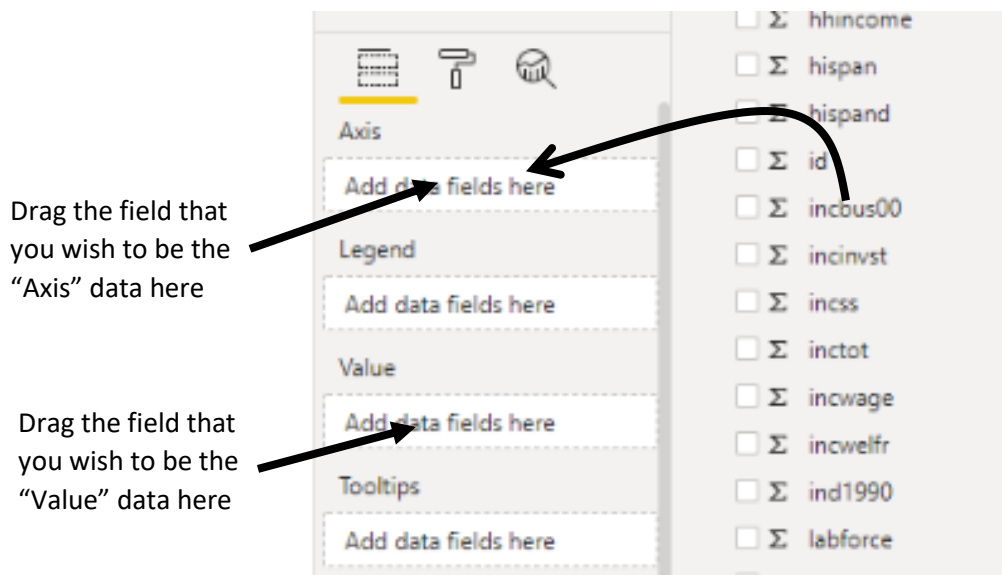 Drag the field that
you wish to be the
“Axis” data here
Drag the field that
you wish to be the
“Value” data here
Axis
Add data fields here
Legend
Add data fields here
Value
Add data fields here
Tooltips
Add data fields here
Σ hhincome
Σ hispan
Σ hispand
Σ id
Σ incbus00
Σ incinvst
Σ incss
Σ inctot
Σ incwage
Σ incwelfr
Σ ind1990
Σ labforce